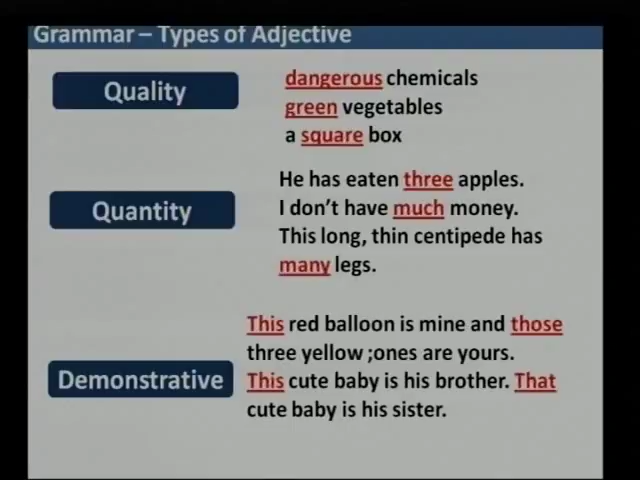 Grammar – Types of Adjective
Quality
dangerous chemicals
green vegetables
a square box
Quantity
He has eaten three apples.
I don't have much money.
This long, thin centipede has
many legs.
Demonstrative
This red balloon is mine and those
three yellow ;ones are yours.
This cute baby is his brother. That
cute baby is his sister.